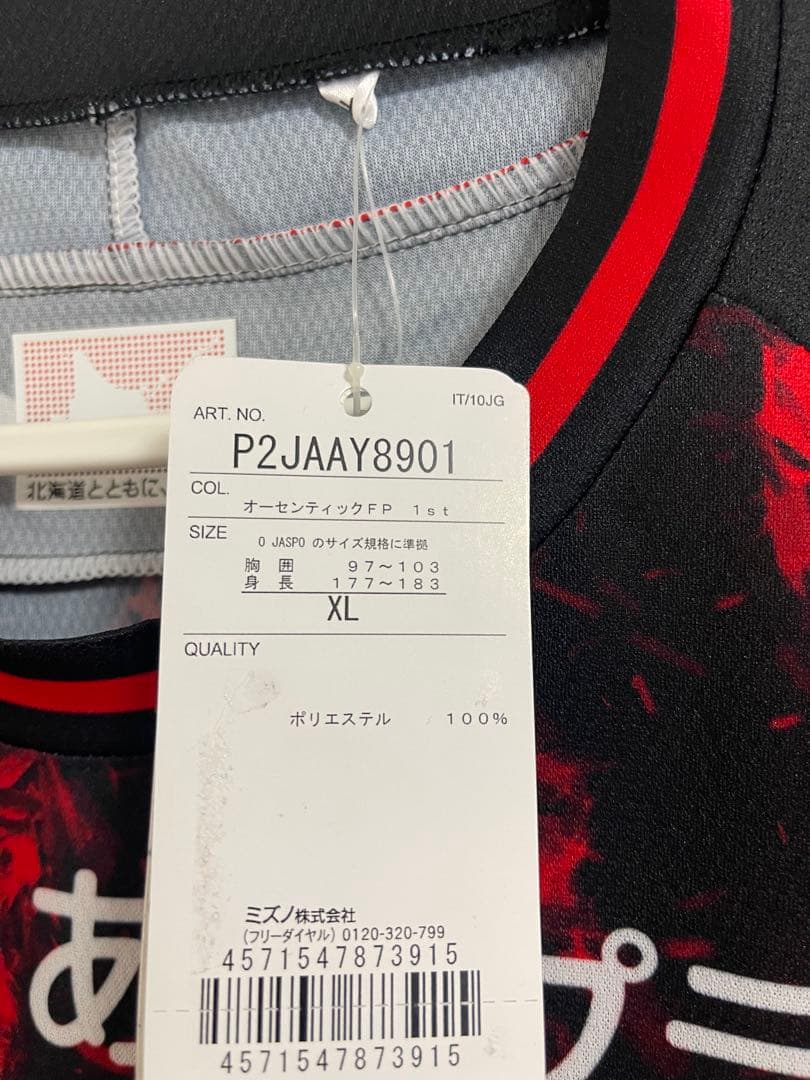 IT/10JG
ART. NO.
P2JAAY8901
COL.
オーセンティックFP 1st
SIZE
O JASPO のサイズ規格に準拠
胸 囲 97～103
身 長 177～183
XL
QUALITY
ポリエステル 100%
ミズノ株式会社
(フリーダイヤル) 0120-320-799
4571547873915
4571547873915
北海道とともに、
あ
プミ